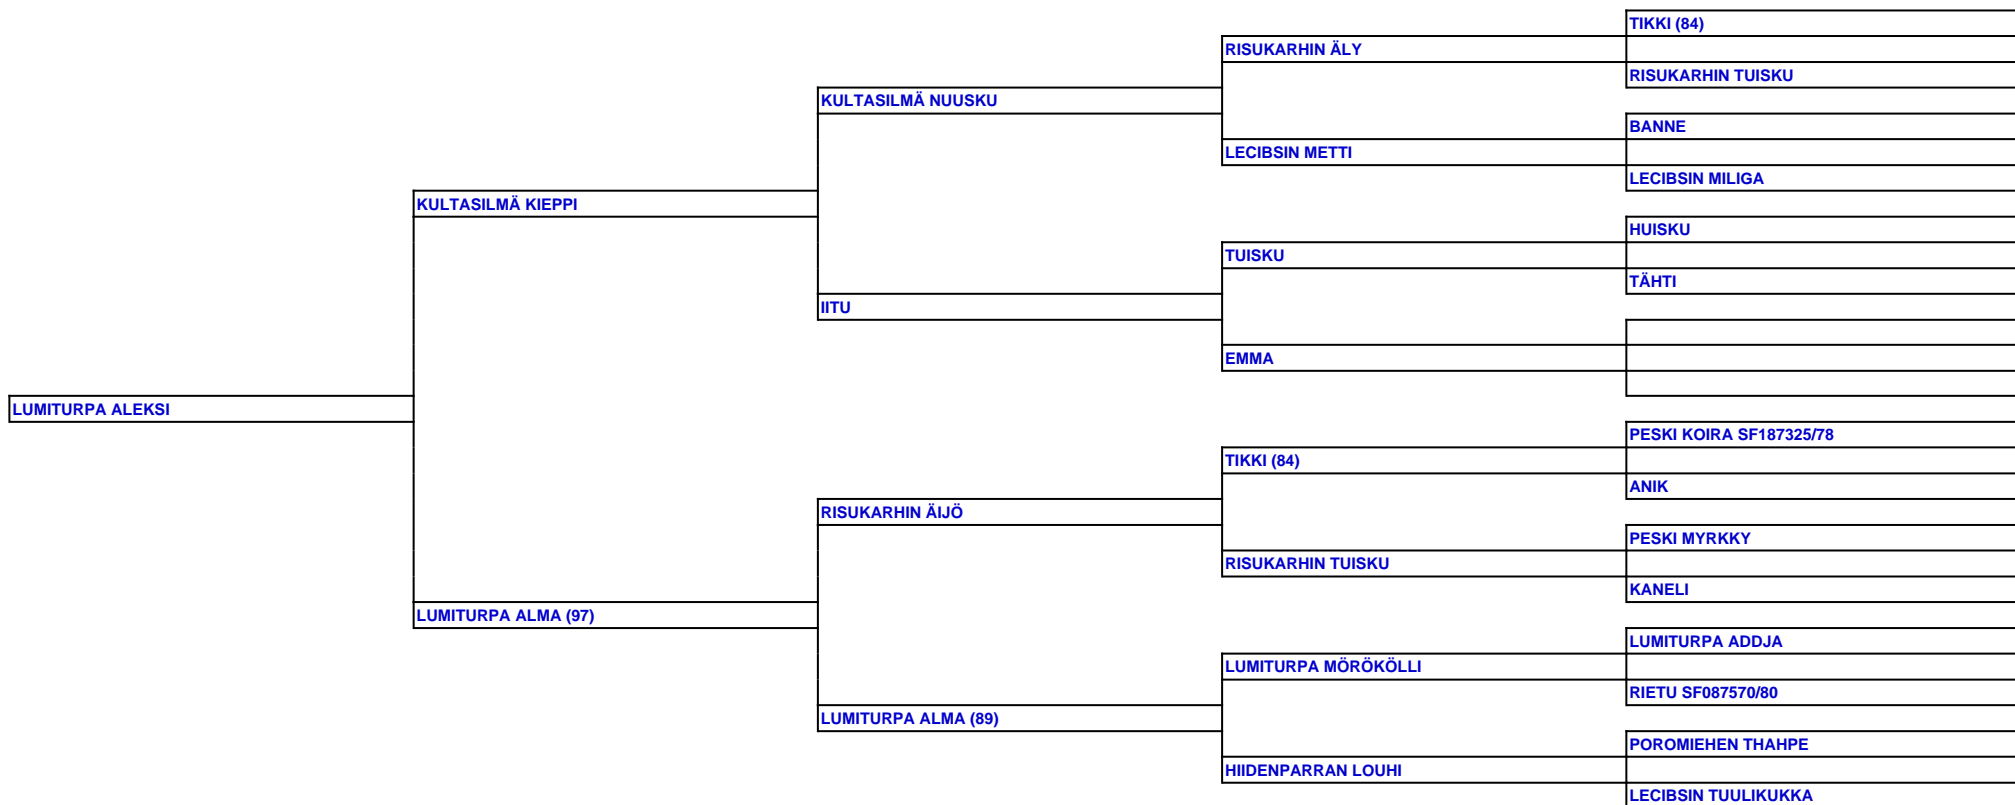 TIKKI (84)
RISUKARHIN ÄLY
RISUKARHIN TUISKU
KULTASILMÄ NUUSKU
BANNE
LECIBSIN METTI
LECIBSIN MILIGA
KULTASILMÄ KIEPPI
HUISKU
TUISKU
TÄHTI
IITU
EMMA
LUMITURPA ALEKSI
PESKI KOIRA SF187325/78
TIKKI (84)
ANIK
RISUKARHIN ÄIJÖ
PESKI MYRKKY
RISUKARHIN TUISKU
KANELI
LUMITURPA ALMA (97)
LUMITURPA ADDJA
LUMITURPA MÖRÖKÖLLI
RIETU SF087570/80
LUMITURPA ALMA (89)
POROMIEHEN THAHPE
HIIDENPARRAN LOUHI
LECIBSIN TUULIKUKKA